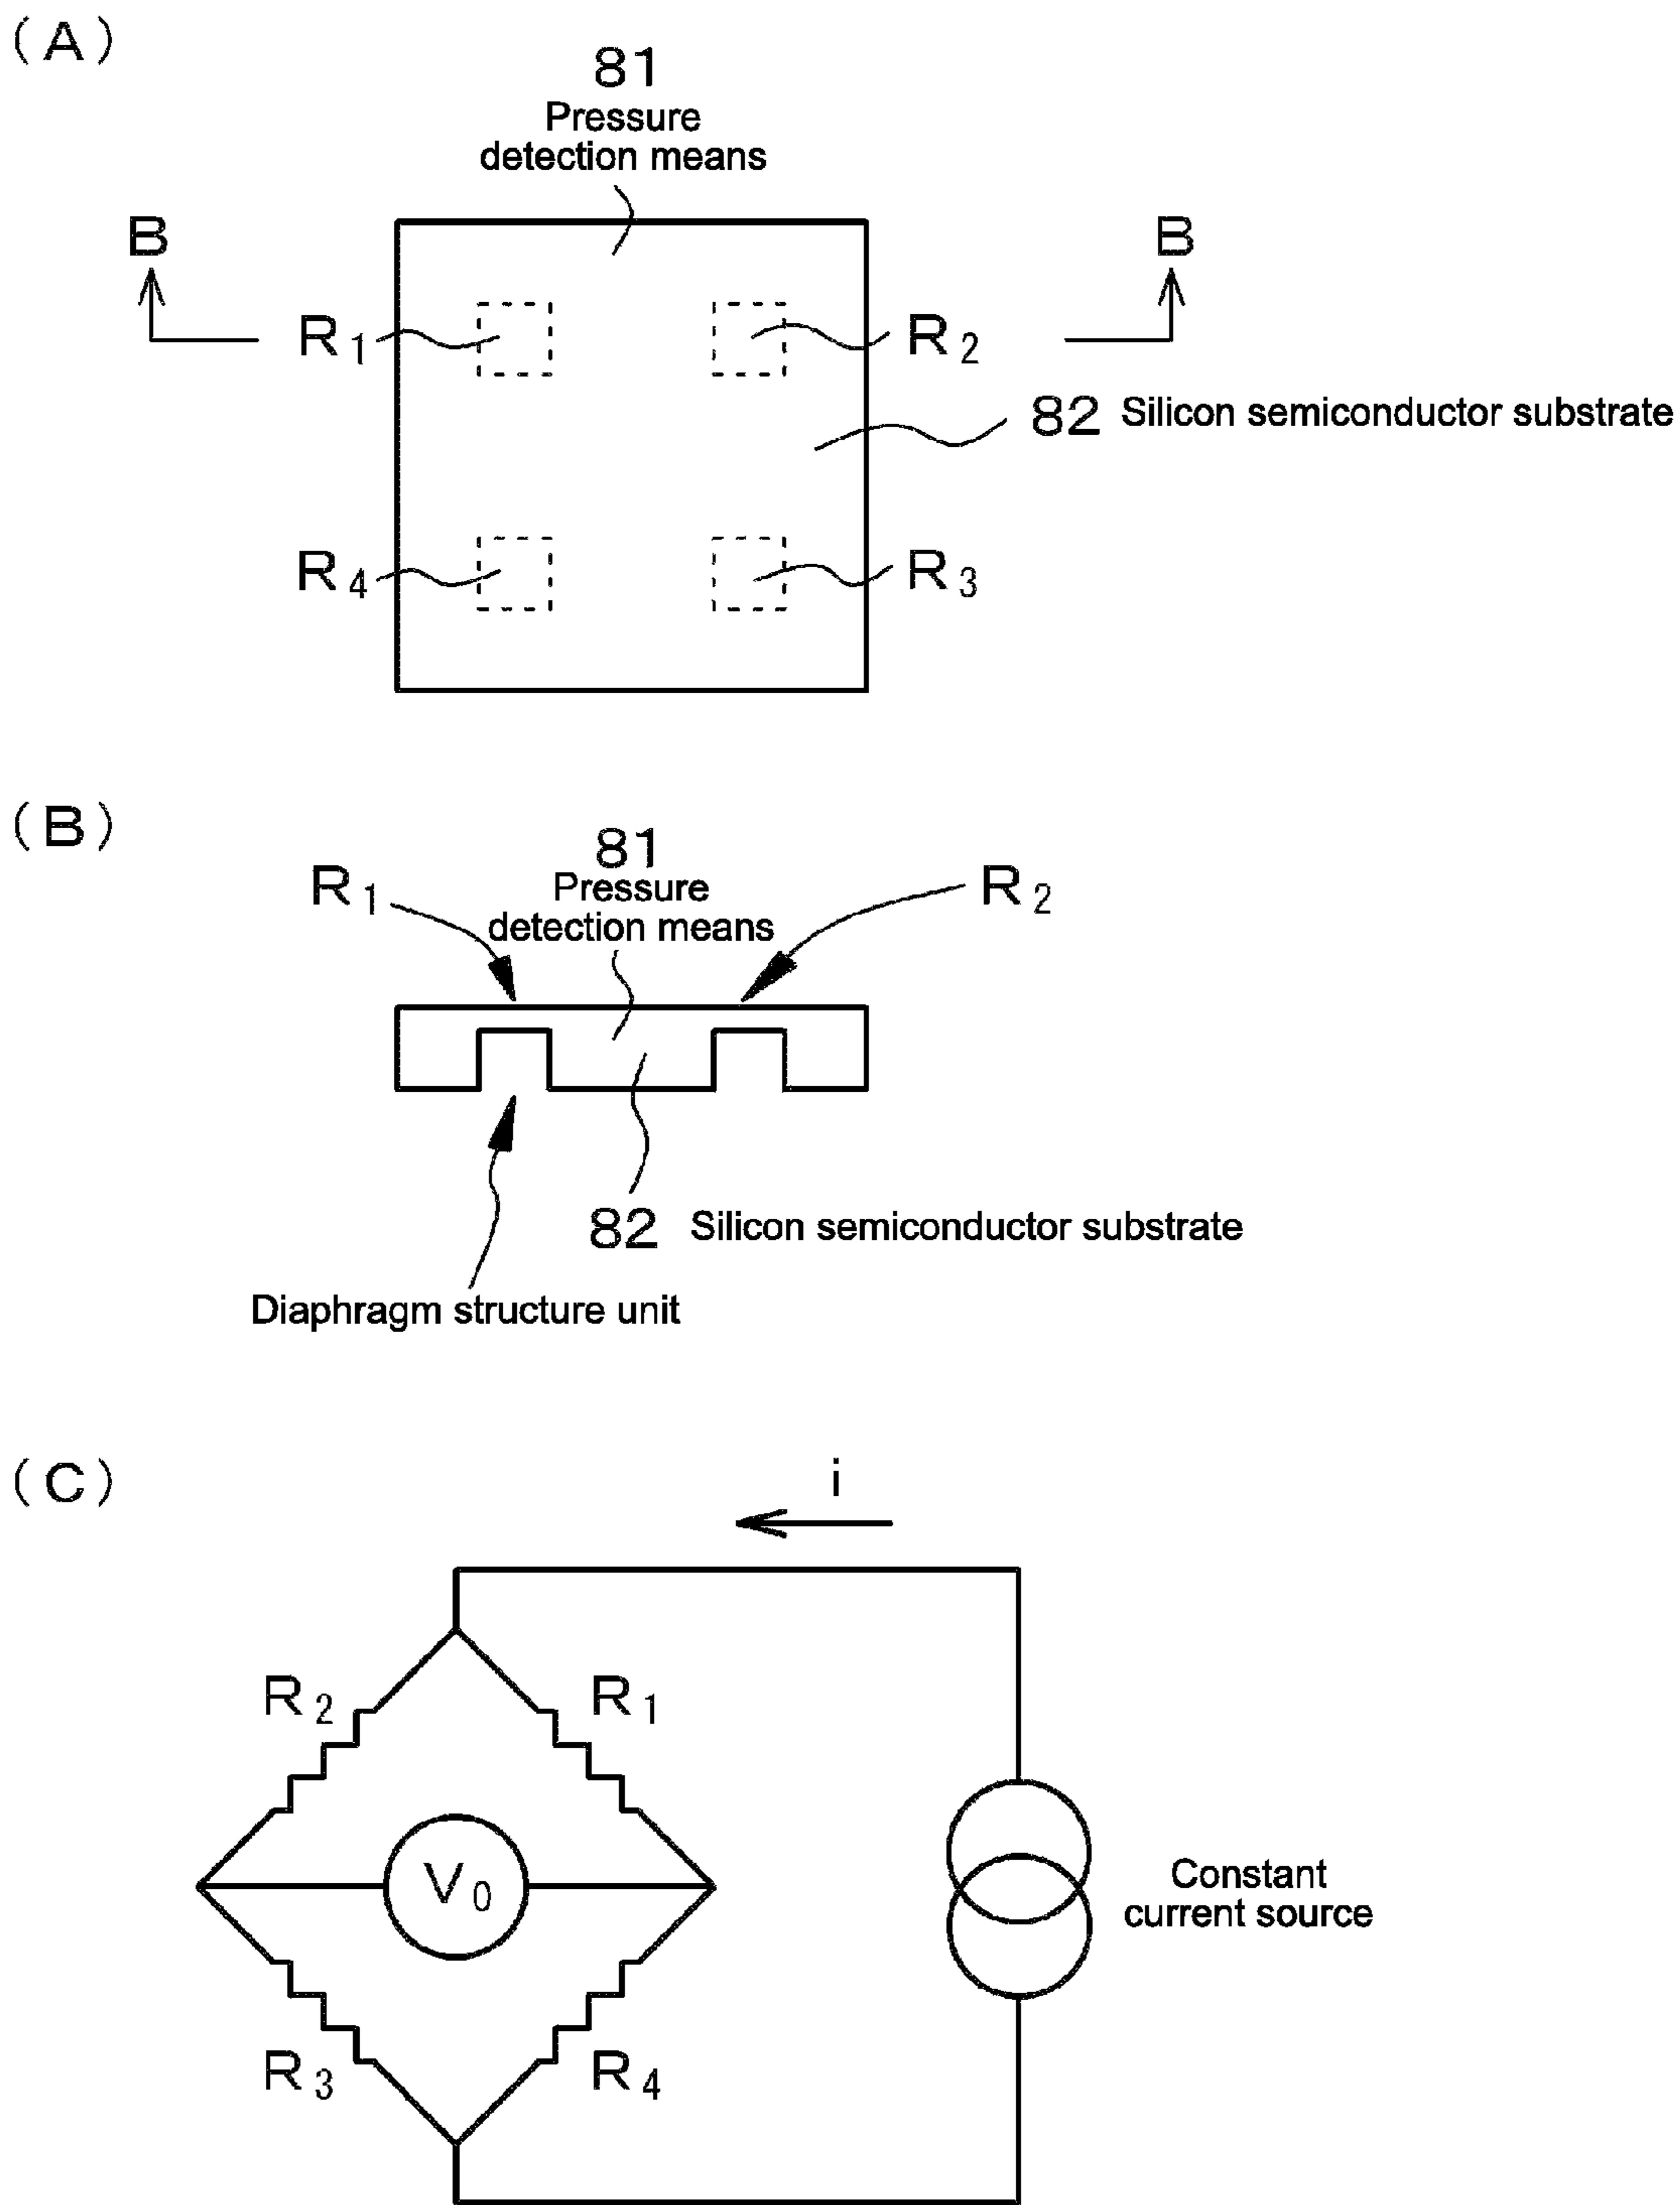 (A)
81
Pressure
detection means
B B
R1 R2
82 Silicon semiconductor substrate
R4 R3
(B)
81
R1 Pressure R2
detection means
82 Silicon semiconductor substrate
Diaphragm structure unit
(C)
i
R2 R1
V0
Constant
current source
R3 R4